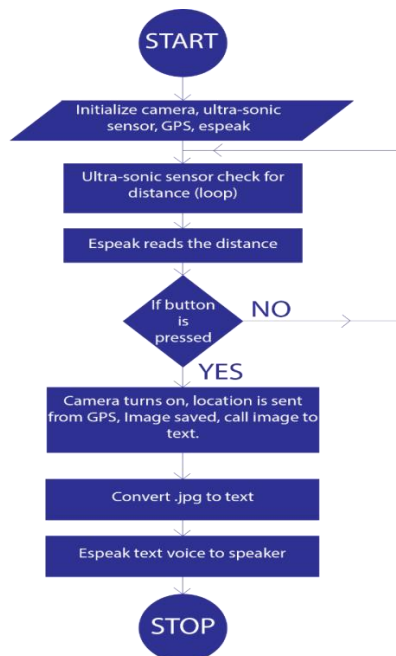 START
Initialize camera, ultra-sonic
sensor, GPS, espeak
Ultra-sonic sensor check for
distance (loop)
Espeak reads the distance
If button
is
pressed
NO
YES
Camera turns on, location is sent
from GPS, Image saved, call image to
text.
Convert .jpg to text
Espeak text voice to speaker
STOP